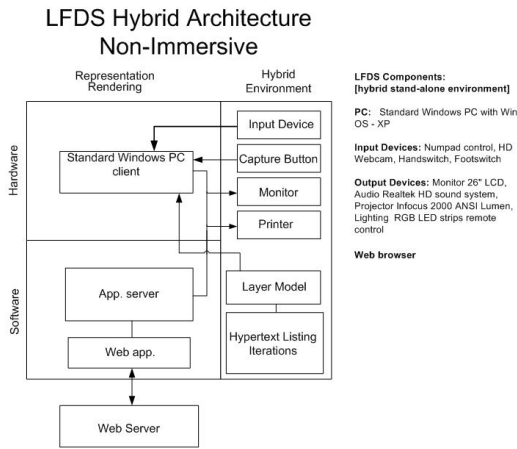 LFDS Hybrid Architecture
Non-Immersive
Representation
Rendering
Hybrid
Environment
Hardware
Software
Input Device
Standard Windows PC
client
Capture Button
Monitor
Printer
App. server
Layer Model
Web app.
Hypertext Listing
Iterations
Web Server
LFDS Components:
[hybrid stand-alone environment]
PC: Standard Windows PC with Win
OS - XP
Input Devices: Numpad control, HD
Webcam, Handswitch, Footswitch
Output Devices: Monitor 26" LCD,
Audio Realtek HD sound system,
Projector Infocus 2000 ANSI Lumen,
Lighting RGB LED strips remote
control
Web browser